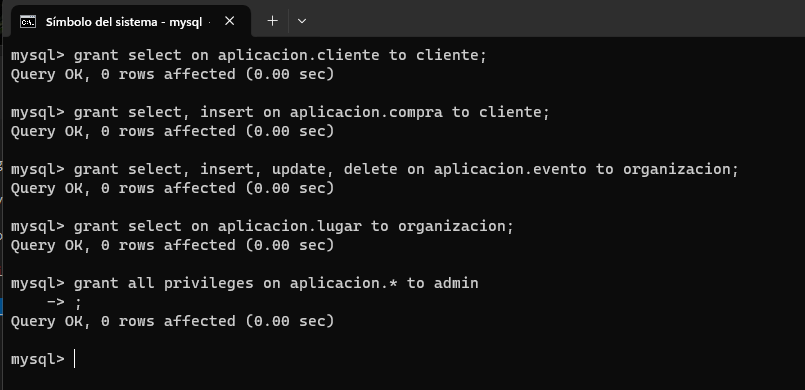 Símbolo del sistema - mysql
mysql> grant select on aplicacion.cliente to cliente;
Query OK, 0 rows affected (0.00 sec)
mysql> grant select, insert on aplicacion.compra to cliente;
Query OK, 0 rows affected (0.00 sec)
mysql> grant select, insert, update, delete on aplicacion.evento to organizacion;
Query OK, 0 rows affected (0.00 sec)
mysql> grant select on aplicacion.lugar to organizacion;
Query OK, 0 rows affected (0.00 sec)
mysql> grant all privileges on aplicacion.* to admin
-> ;
Query OK, 0 rows affected (0.00 sec)
mysql>